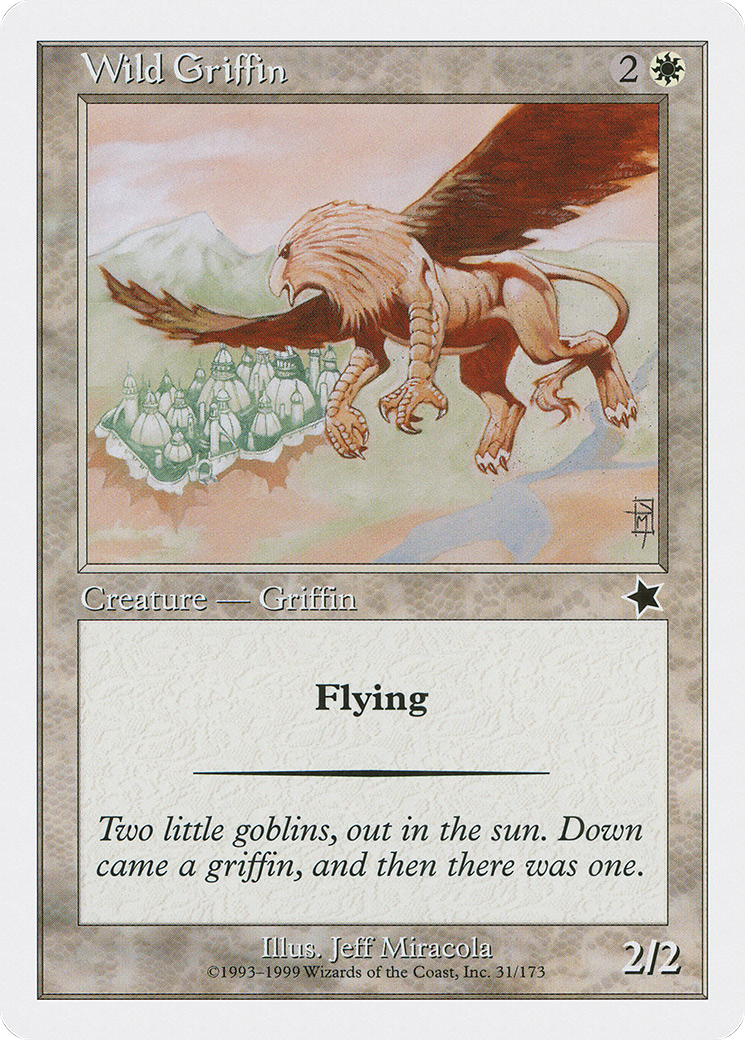 Wild Griffin 2
Creature — Griffin
Flying
Two little goblins, out in the sun. Down
came a griffin, and then there was one.
Illus. Jeff Miracola
©1993–1999 Wizards of the Coast, Inc. 31/173
2/2